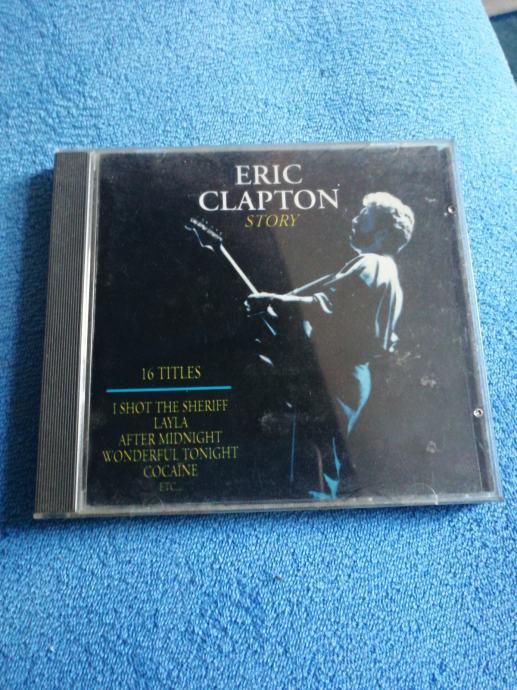 ERIC
CLAPTON
STORY
16 TITLES
I SHOT THE SHERIFF
LAYLA
AFTER MIDNIGHT
WONDERFUL TONIGHT
COCAINE
ETC...